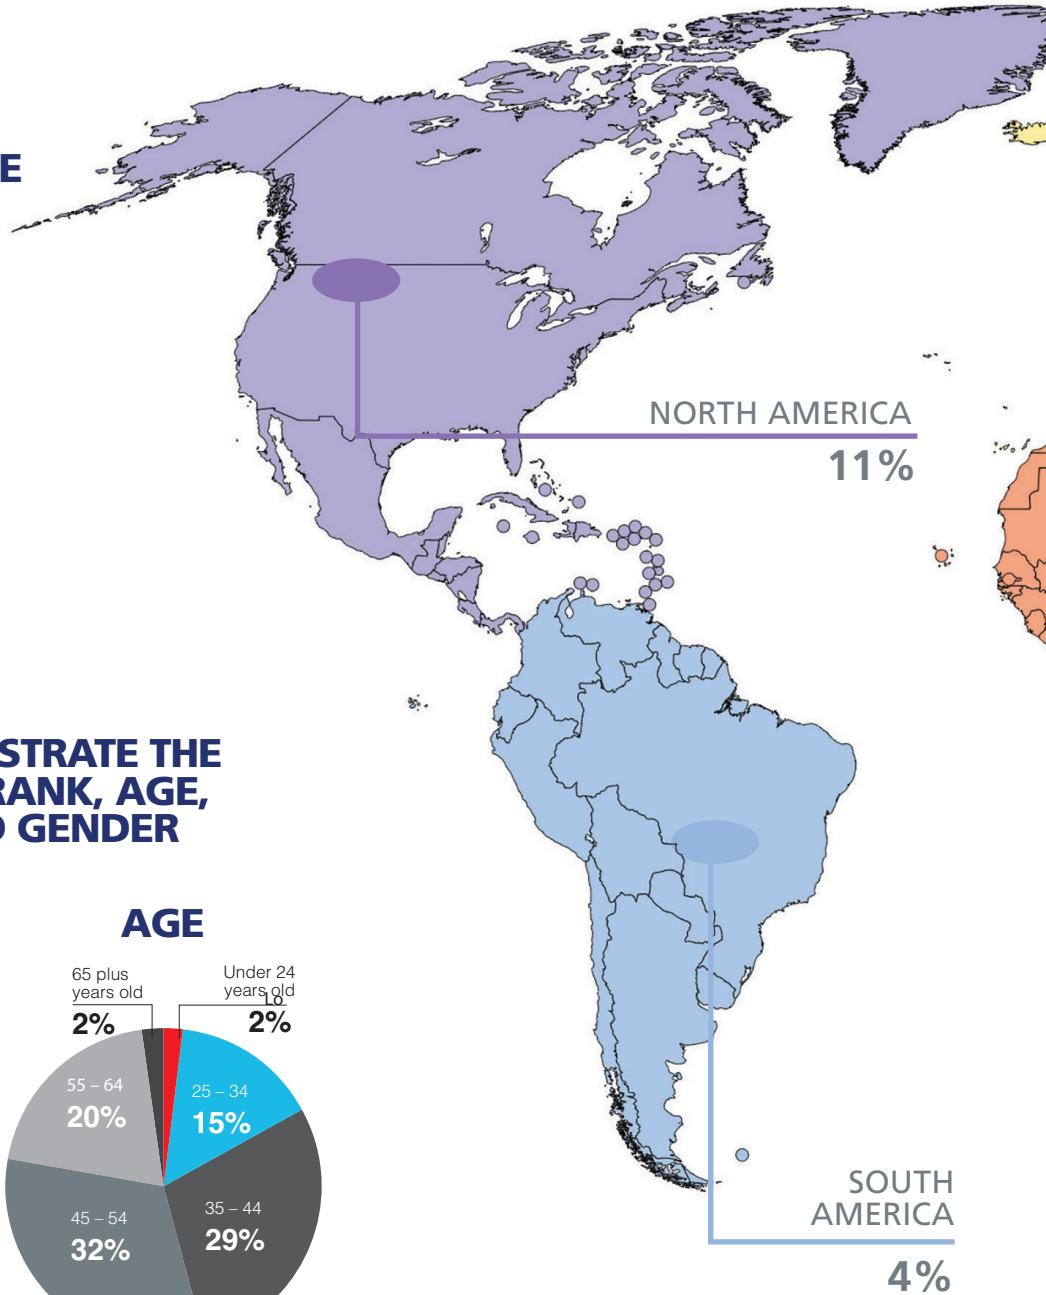 E
NORTH AMERICA
11%
STRATE THE
RANK, AGE,
GENDER
AGE
65 plus
years old
2%
Under 24
years old
Lo
2%
55 – 64
20%
25 – 34
15%
45 – 54
32%
35 – 44
29%
SOUTH
AMERICA
4%